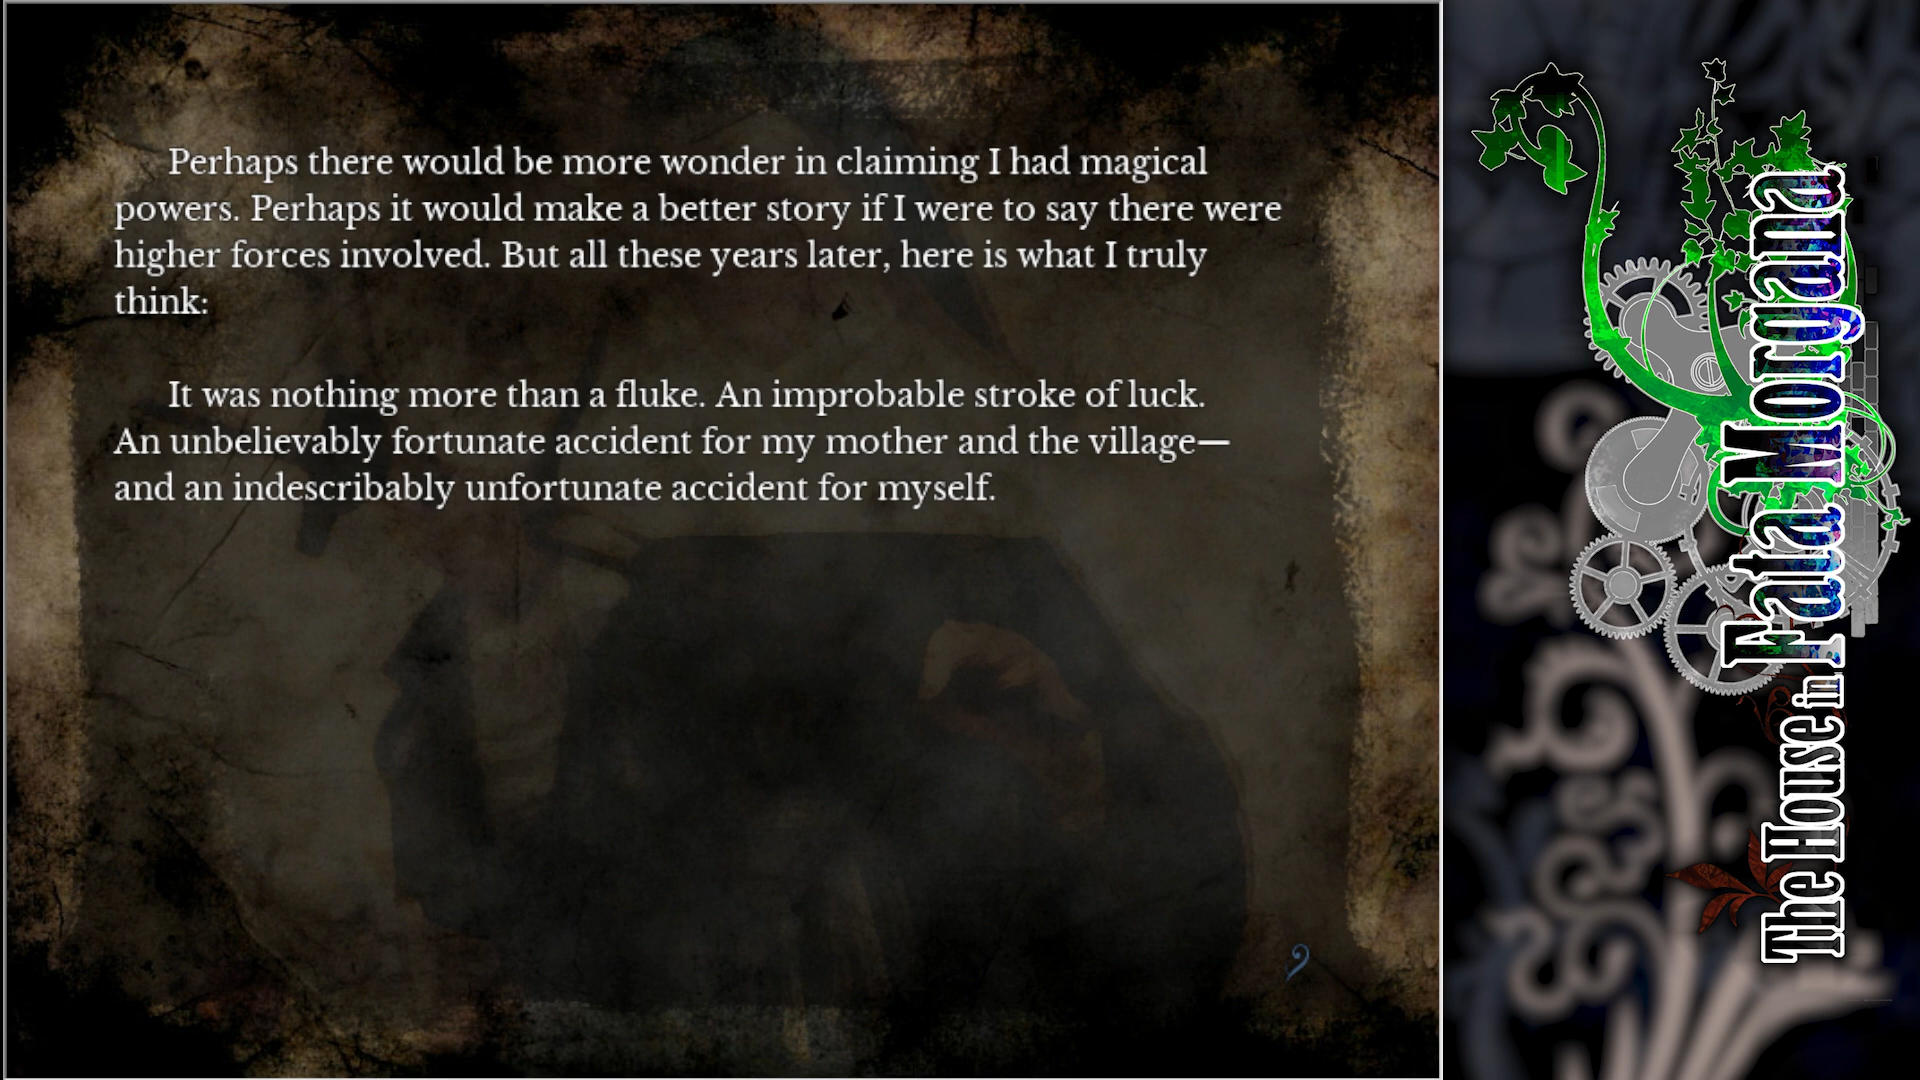 Perhaps there would be more wonder in claiming I had magical
powers. Perhaps it would make a better story if I were to say there were
higher forces involved. But all these years later, here is what I truly
think:
It was nothing more than a fluke. An improbable stroke of luck.
An unbelievably fortunate accident for my mother and the village—
and an indescribably unfortunate accident for myself.
The House in Fata Morgana